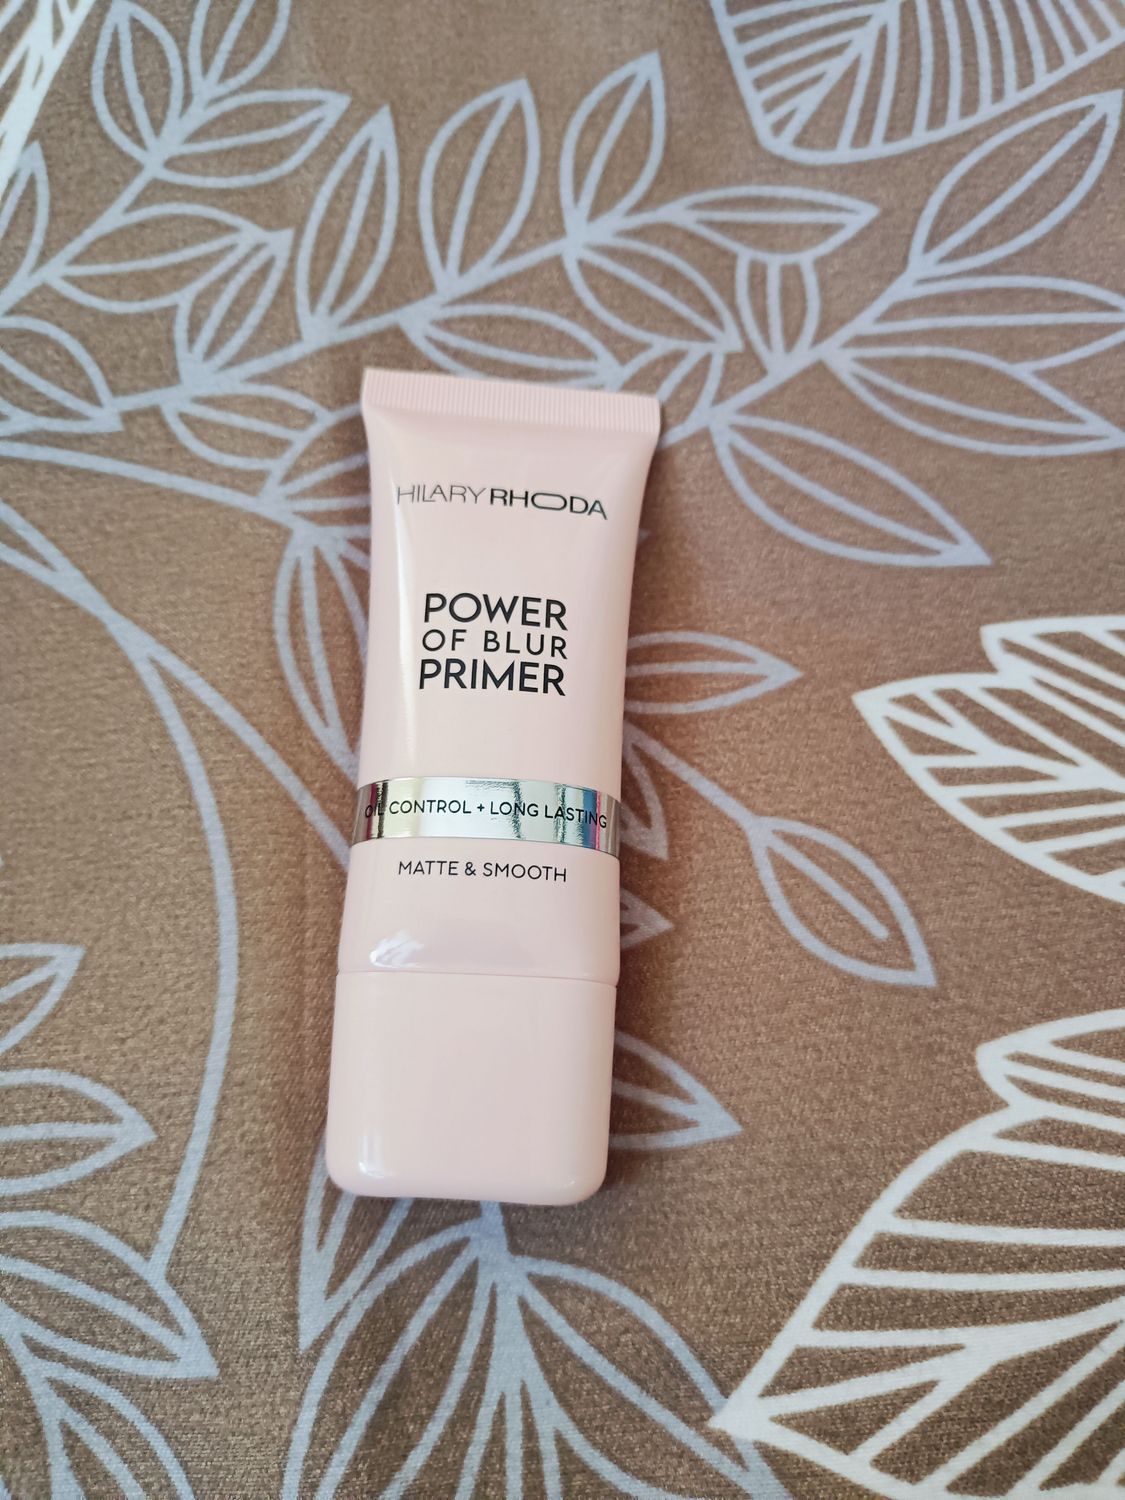 HILARY RHODA
POWER
OF BLUR
PRIMER
OIL CONTROL + LONG LASTING
MATTE & SMOOTH